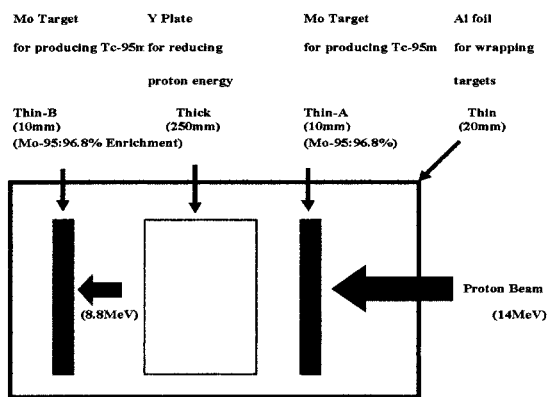 Mo Target
for producing Tc-95m
Thin-B
(10mm)
(Mo-95:96.8% Enrichment)
Y Plate
for reducing
proton energy
Thick
(250mm)
Mo Target
for producing Tc-95m
Thin-A
(10mm)
(Mo-95:96.8%)
Al foil
for wrapping
targets
Thin
(20mm)
(8.8MeV)
Proton Beam
(14MeV)